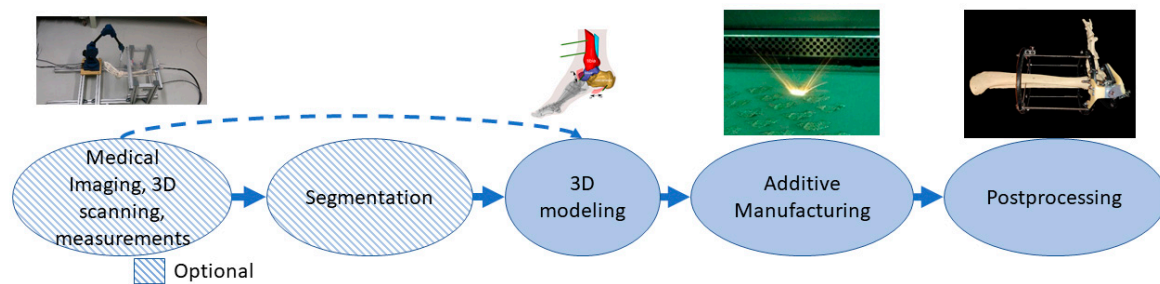 Medical
Imaging, 3D
scanning,
measurements
Segmentation
3D
modeling
Additive
Manufacturing
Postprocessing
Optional